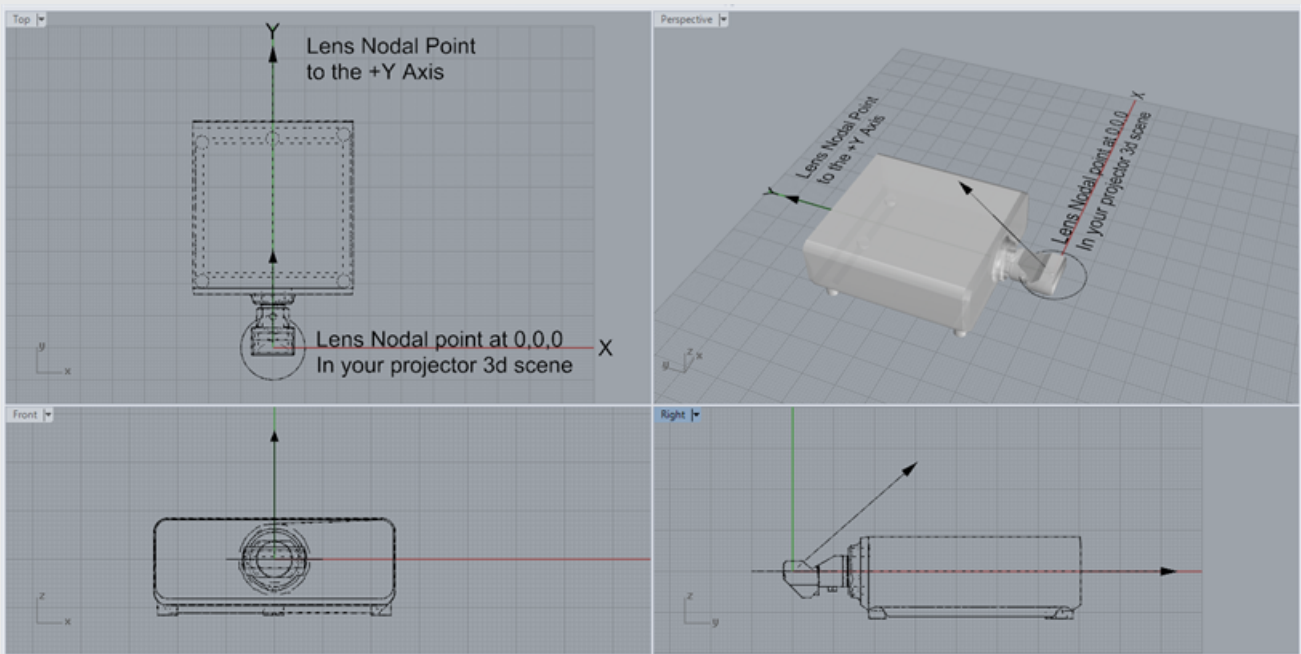 Top
Y
Lens Nodal Point
to the +Y Axis
Lens Nodal point at 0,0,0
In your projector 3d scene
X
y
x
Perspective
X
Lens Nodal Point
to the +Y Axis
Y
Lens Nodal point at 0,0,0
In your projector 3d scene
z
y
x
Front
z
x
Right
z
y